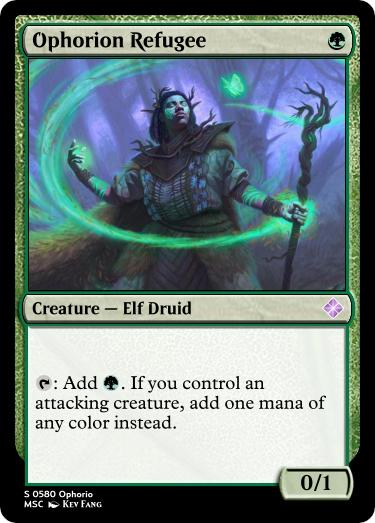 Ophorion Refugee
Creature — Elf Druid
: Add . If you control an
attacking creature, add one mana of
any color instead.
0/1
S 0580 Ophorio
MSC Kev Fang